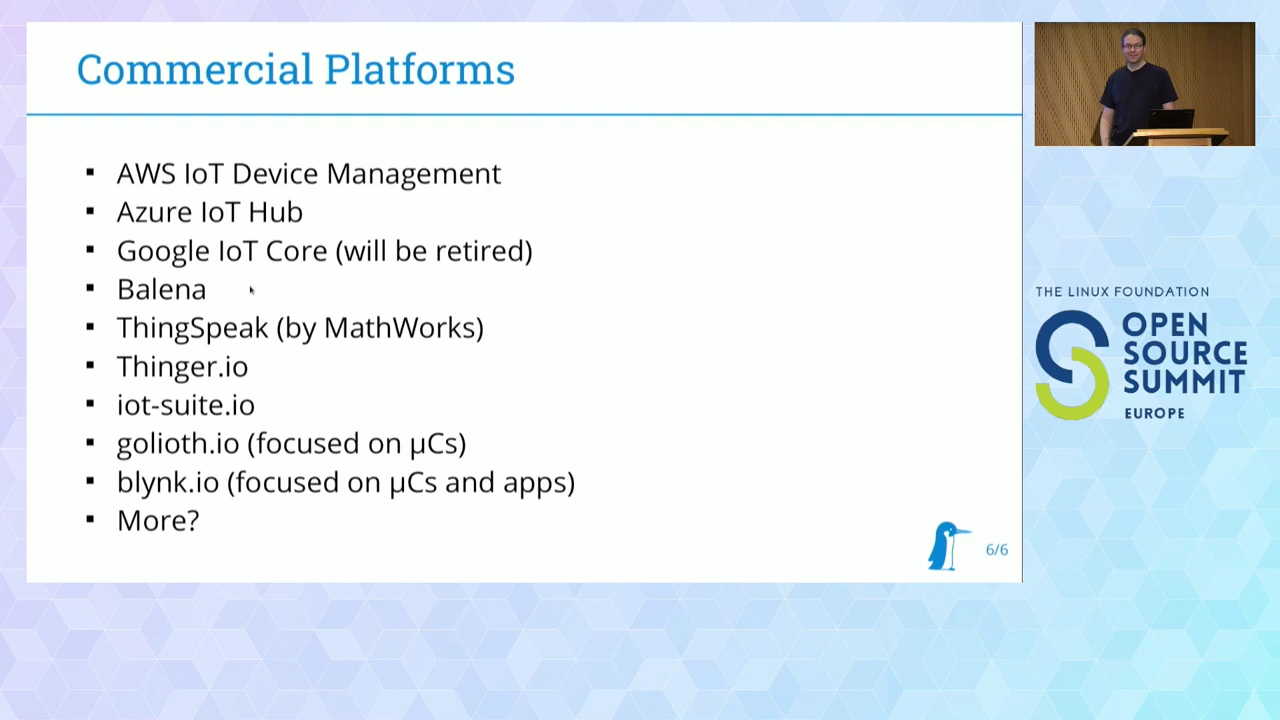 Commercial Platforms
▪ AWS IoT Device Management
▪ Azure IoT Hub
▪ Google IoT Core (will be retired)
▪ Balena
▪ ThingSpeak (by MathWorks)
▪ Thinger.io
▪ iot-suite.io
▪ golioth.io (focused on µCs)
▪ blynk.io (focused on µCs and apps)
▪ More?
6/6
THE LINUX FOUNDATION
OPEN
SOURCE
SUMMIT
EUROPE